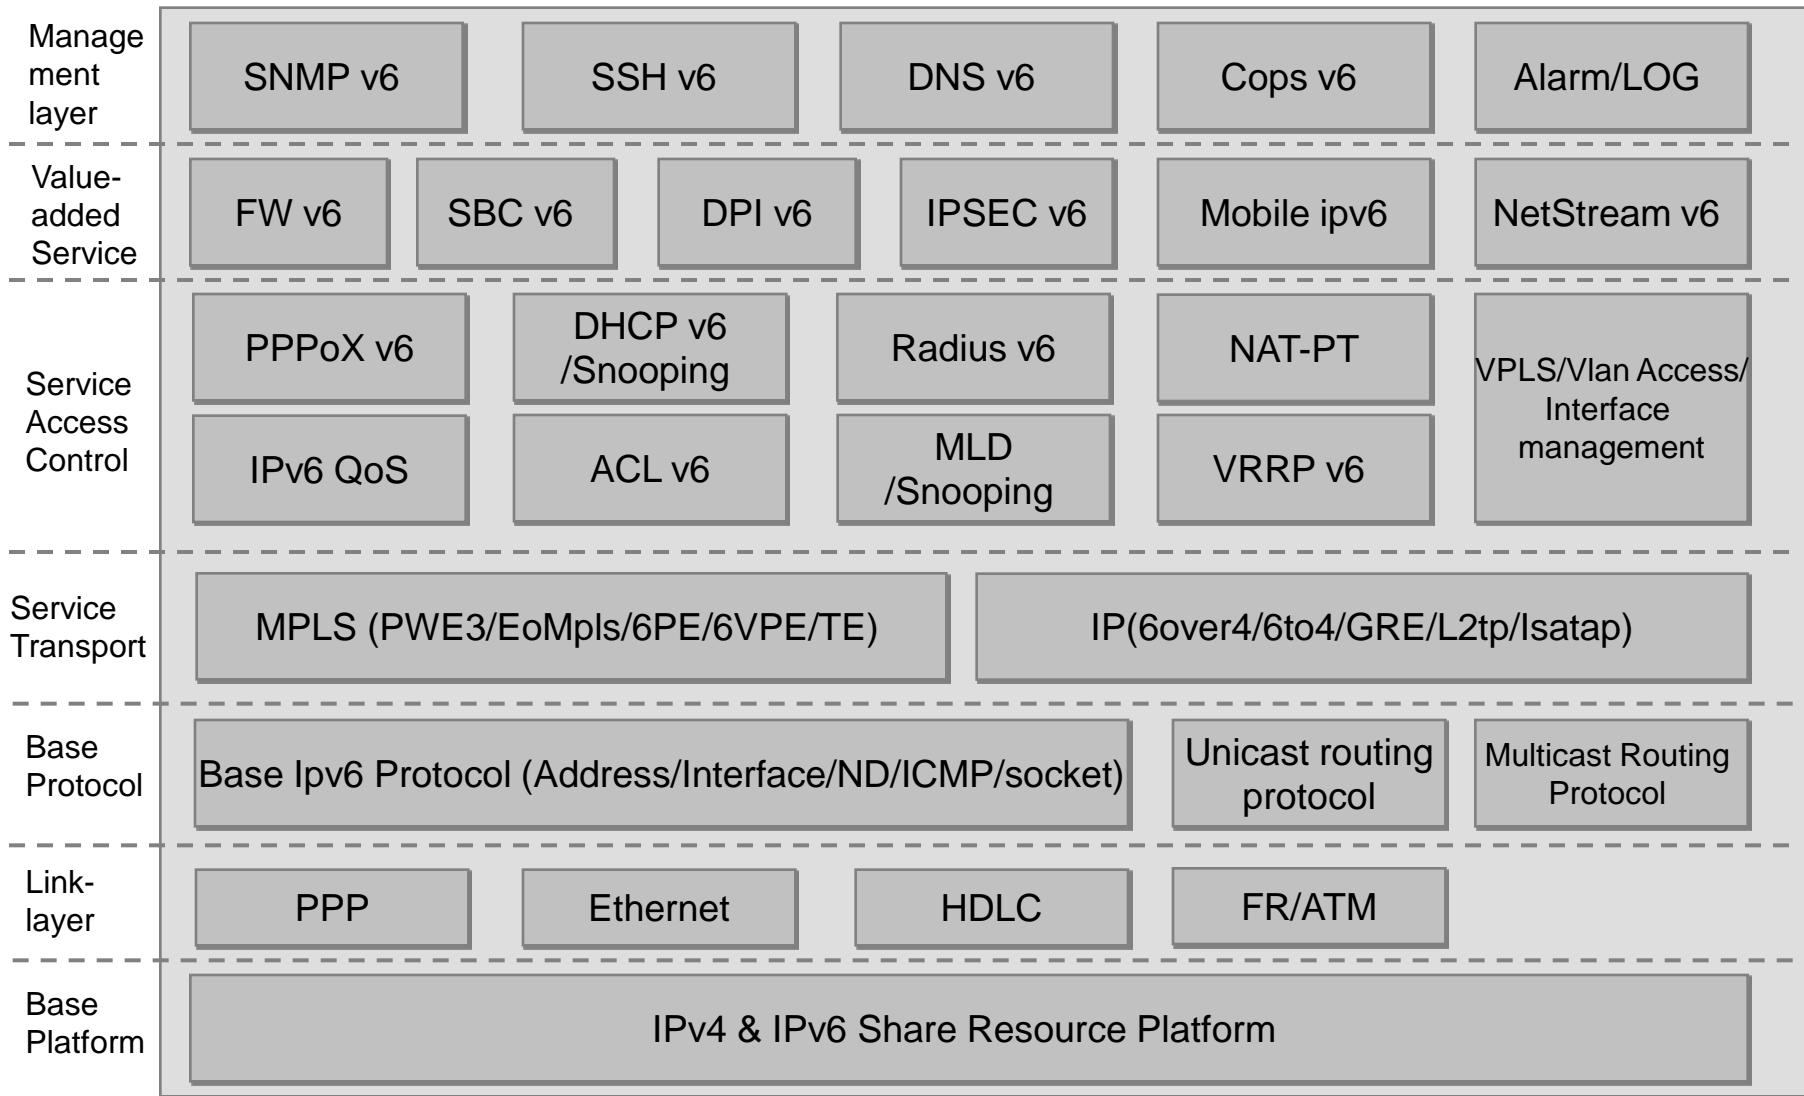 Manage
ment
layer
SNMP v6
SSH v6
DNS v6
Cops v6
Alarm/LOG
Value-
added
Service
FW v6
SBC v6
DPI v6
IPSEC v6
Mobile ipv6
NetStream v6
Service
Access
Control
PPPoX v6
DHCP v6
/Snooping
Radius v6
NAT-PT
VPLS/Vlan Access/
Interface
management
IPv6 QoS
ACL v6
MLD
/Snooping
VRRP v6
Service
Transport
MPLS (PWE3/EoMpls/6PE/6VPE/TE)
IP(6over4/6to4/GRE/L2tp/Isatap)
Base
Protocol
Base Ipv6 Protocol (Address/Interface/ND/ICMP/socket)
Unicast routing
protocol
Multicast Routing
Protocol
Link-
layer
PPP
Ethernet
HDLC
FR/ATM
Base
Platform
IPv4 & IPv6 Share Resource Platform